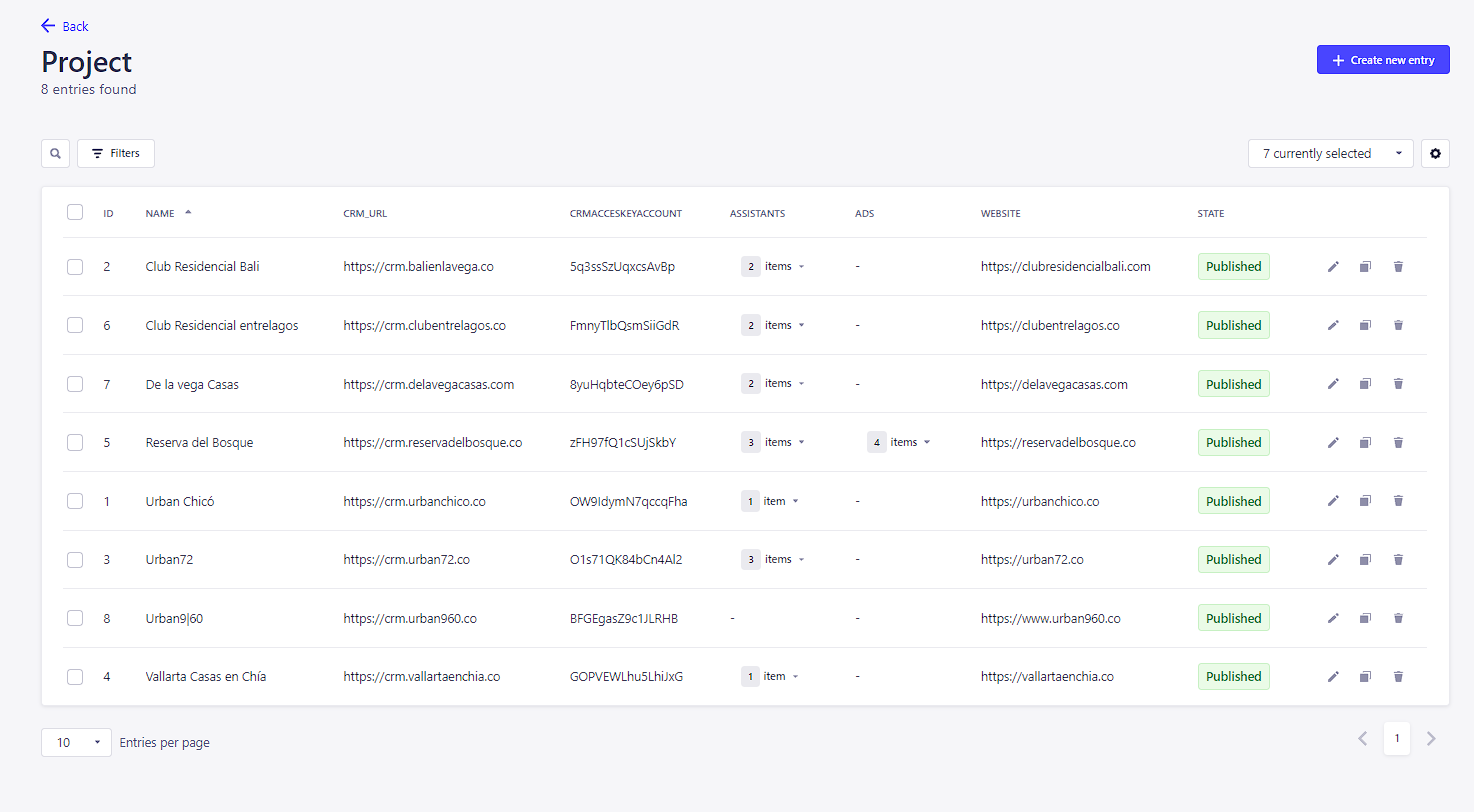 Back
Project
8 entries found
Create new entry
Filters
7 currently selected
ID NAME CRM_URL CRMACCESKEYACCOUNT ASSISTANTS ADS WEBSITE STATE
2 Club Residencial Bali https://crm.balienlavega.co 5q3ssSzUqxcsAvBp 2 items - https://clubresidencialbali.com Published
6 Club Residencial entrelagos https://crm.clubentrelagos.co FmnyTlbQsmSiiGdR 2 items - https://clubentrelagos.co Published
7 De la vega Casas https://crm.delavegacasas.com 8yuHqbteCOey6pSD 2 items - https://delavegacasas.com Published
5 Reserva del Bosque https://crm.reservadelbosque.co zFH97fQ1cSUjSkbY 3 items 4 items https://reservadelbosque.co Published
1 Urban Chicó https://crm.urbanchico.co OW9IdymN7qccqFha 1 item - https://urbanchico.co Published
3 Urban72 https://crm.urban72.co O1s71QK84bCn4Al2 3 items - https://urban72.co Published
8 Urban9|60 https://crm.urban960.co BFGEgasZ9c1JLRHB - - https://www.urban960.co Published
4 Vallarta Casas en Chía https://crm.vallartaenchia.co GOPVEWLhu5LhiJxG 1 item - https://vallartaenchia.co Published
10 Entries per page 1